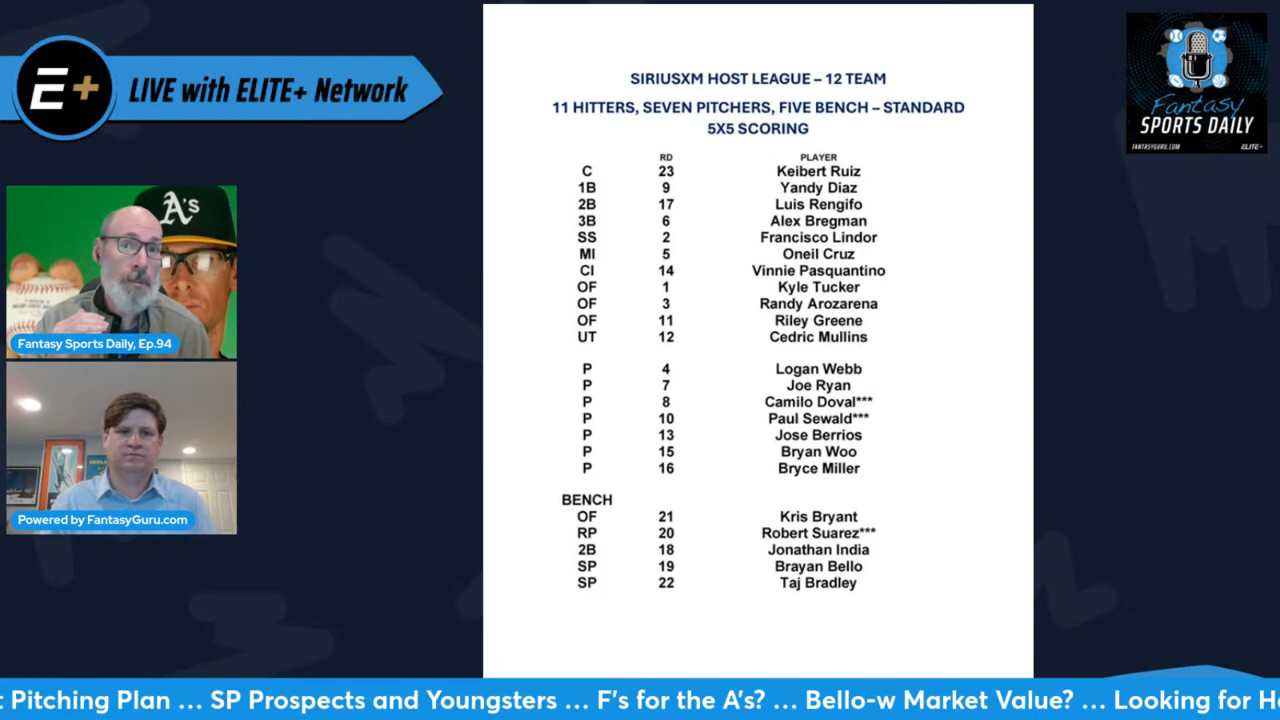 E+
LIVE with ELITE+ Network
A's
Fantasy Sports Daily, Ep.94
Powered by FantasyGuru.com
SIRIUSXM HOST LEAGUE – 12 TEAM
11 HITTERS, SEVEN PITCHERS, FIVE BENCH – STANDARD
5X5 SCORING
RD PLAYER
C 23 Keibert Ruiz
1B 9 Yandy Diaz
2B 17 Luis Rengifo
3B 6 Alex Bregman
SS 2 Francisco Lindor
MI 5 Oneil Cruz
CI 14 Vinnie Pasquantino
OF 1 Kyle Tucker
OF 3 Randy Arozarena
OF 11 Riley Greene
UT 12 Cedric Mullins
P 4 Logan Webb
P 7 Joe Ryan
P 8 Camilo Doval***
P 10 Paul Sewald***
P 13 Jose Berrios
P 15 Bryan Woo
P 16 Bryce Miller
BENCH
OF 21 Kris Bryant
RP 20 Robert Suarez***
2B 18 Jonathan India
SP 19 Brayan Bello
SP 22 Taj Bradley
Fantasy
SPORTS DAILY
FANTASYGURU.COM ELITE+
t Pitching Plan ... SP Prospects and Youngsters ... F's for the A's? ... Bello-w Market Value? ... Looking for H